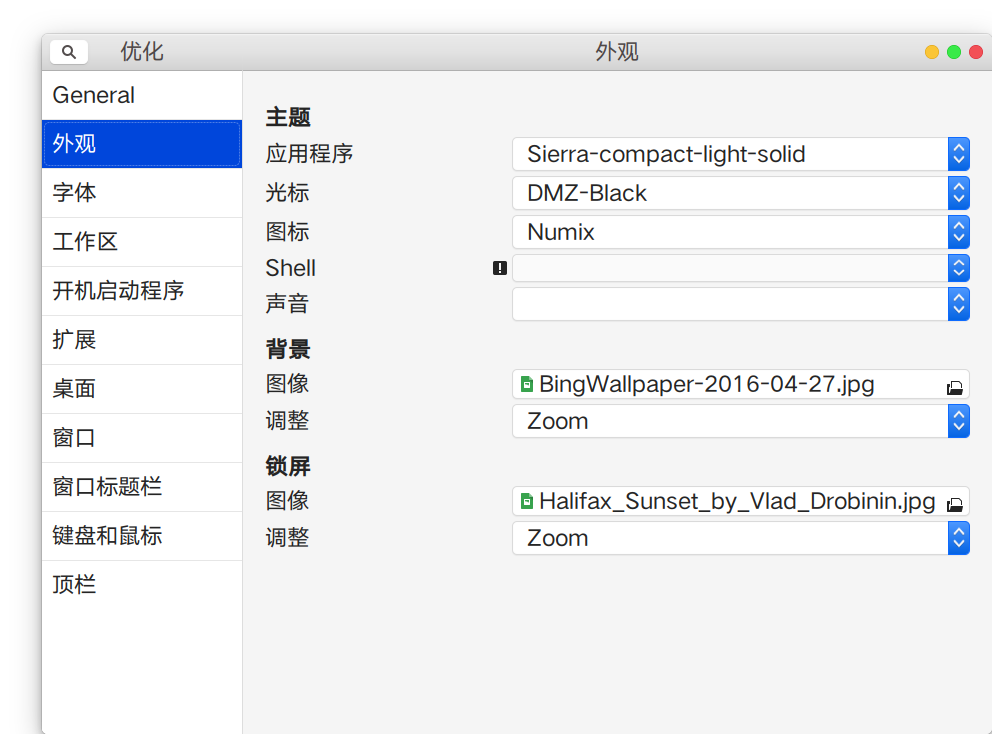 优化
外观
General
外观
字体
工作区
开机启动程序
扩展
桌面
窗口
窗口标题栏
键盘和鼠标
顶栏
主题
应用程序 Sierra-compact-light-solid
光标 DMZ-Black
图标 Numix
Shell
声音
背景
图像 BingWallpaper-2016-04-27.jpg
调整 Zoom
锁屏
图像 Halifax_Sunset_by_Vlad_Drobinin.jpg
调整 Zoom